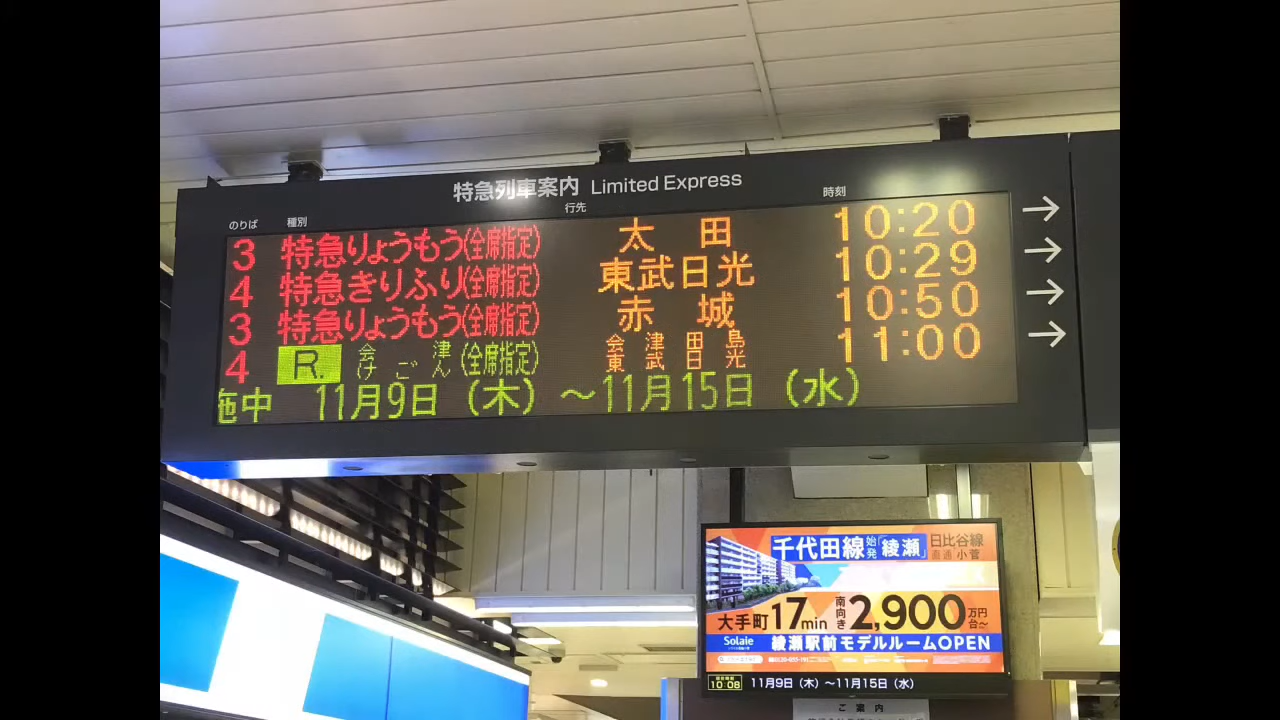 特急列車案内 Limited Express
のりば 種別 行先 時刻
3 特急りょうもう(全席指定) 太田 10:20 →
4 特急きりふり(全席指定) 東武日光 10:29 →
3 特急りょうもう(全席指定) 赤城 10:50 →
4 R. 会津 けごん (全席指定) 会津田島 東武日光 11:00 →
施中 11月9日(木)~11月15日(水)
千代田線始発「綾瀬」日比谷線直通「小菅」
大手町17min 南向き2,900万円台~
Solaie 綾瀬駅前モデルルームOPEN
10:08 11月9日(木)~11月15日(水)
ご案内